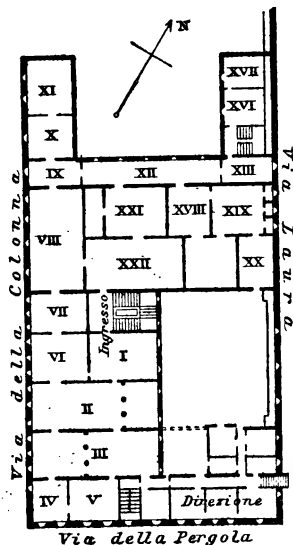 N
XI
XVII
XVI
X
IX
XII
XIII
XXI
XVIII
XIX
VIII
XXII
XX
VII
Ingresso
VI
I
II
III
IV
V
Direzione
Via della Colonna
Via Laura
Via della Pergola